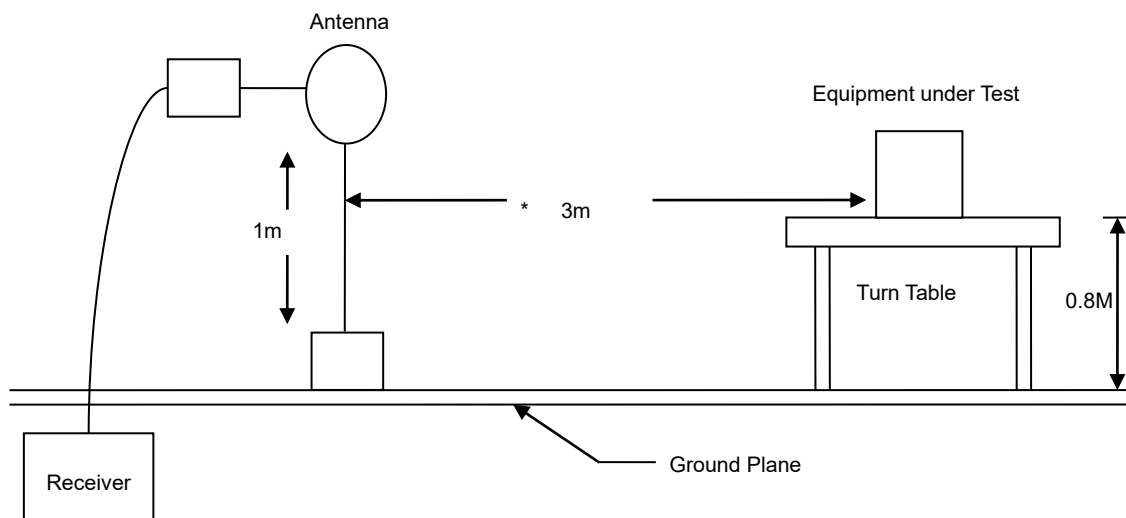 Antenna
Equipment under Test
* 3m
1m
Turn Table
0.8M
Ground Plane
Receiver